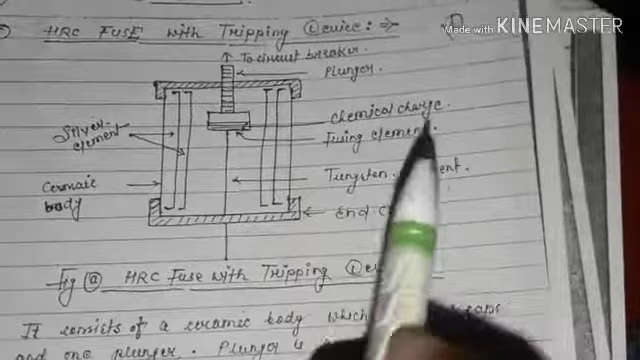 HRC FUSE with Tripping Device :⇒
Made with KINEMASTER
To circuit breaker.
Plunger.
chemical charge.
Fusing element.
Silver
element
Tungsten
Ceramic
body
End
Fig (a) HRC Fuse with Tripping
It consists of a ceramic body which
and one plunger. Plunger is